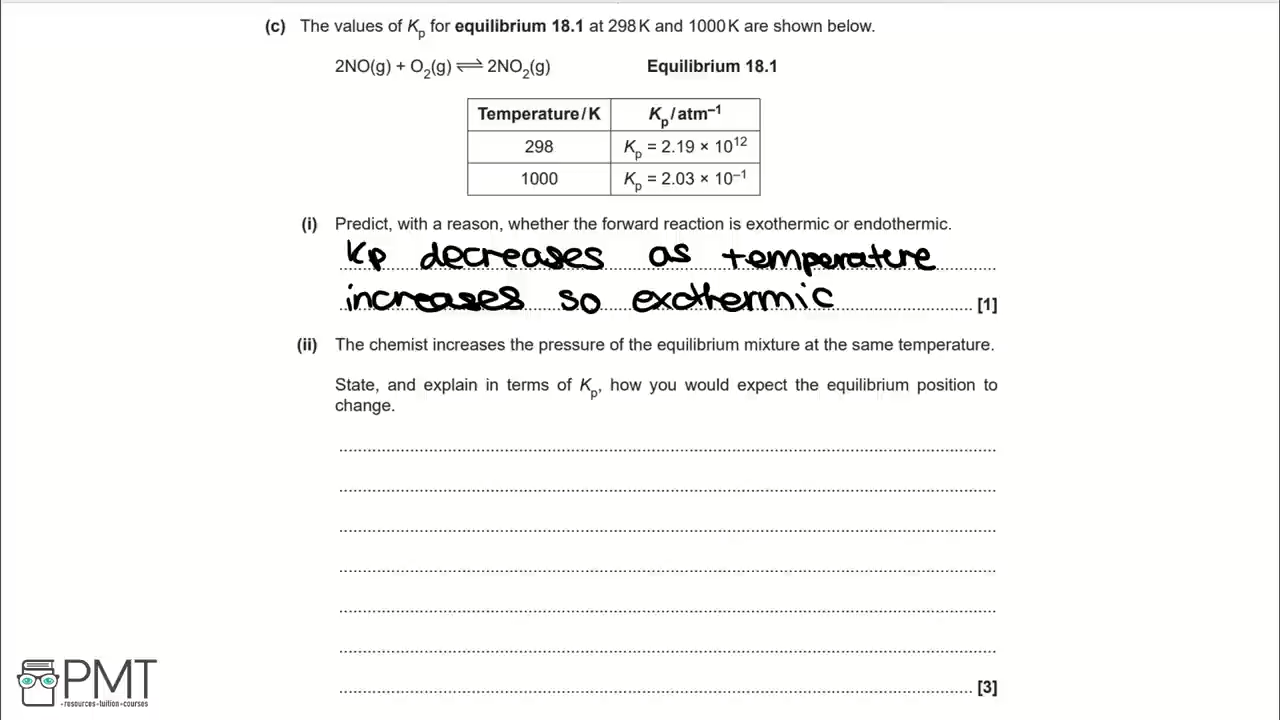 (c) The values of Kp for equilibrium 18.1 at 298 K and 1000 K are shown below.
2NO(g) + O2(g) ⇌ 2NO2(g) Equilibrium 18.1
Temperature/K Kp/atm⁻¹
298 Kp = 2.19 × 10¹²
1000 Kp = 2.03 × 10⁻¹
(i) Predict, with a reason, whether the forward reaction is exothermic or endothermic.
Kp decreases as temperature
increases so exothermic [1]
(ii) The chemist increases the pressure of the equilibrium mixture at the same temperature.
State, and explain in terms of Kp, how you would expect the equilibrium position to
change.
[3]
PMT
•resources•tuition•courses